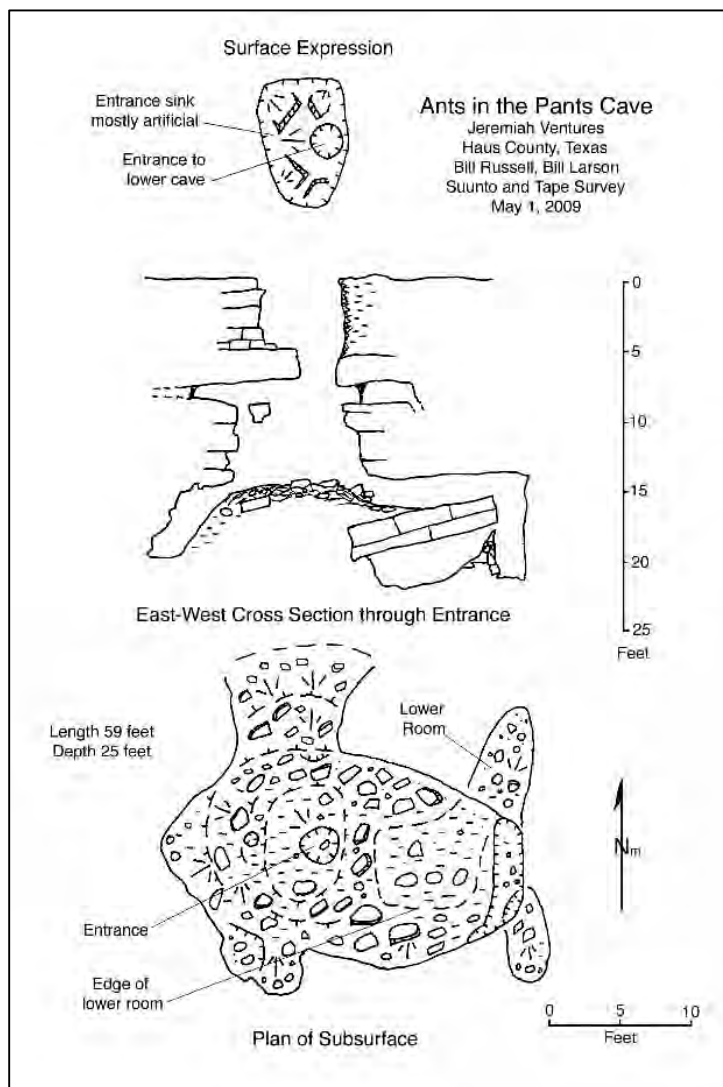 Surface Expression
Entrance sink
mostly artificial
Entrance to
lower cave
Ants in the Pants Cave
Jeremiah Ventures
Haus County, Texas
Bill Russell, Bill Larson
Suunto and Tape Survey
May 1, 2009
0
5
10
15
20
25
Feet
East-West Cross Section through Entrance
Length 59 feet
Depth 25 feet
Lower
Room
Nm
Entrance
Edge of
lower room
Plan of Subsurface
0 5 10
Feet